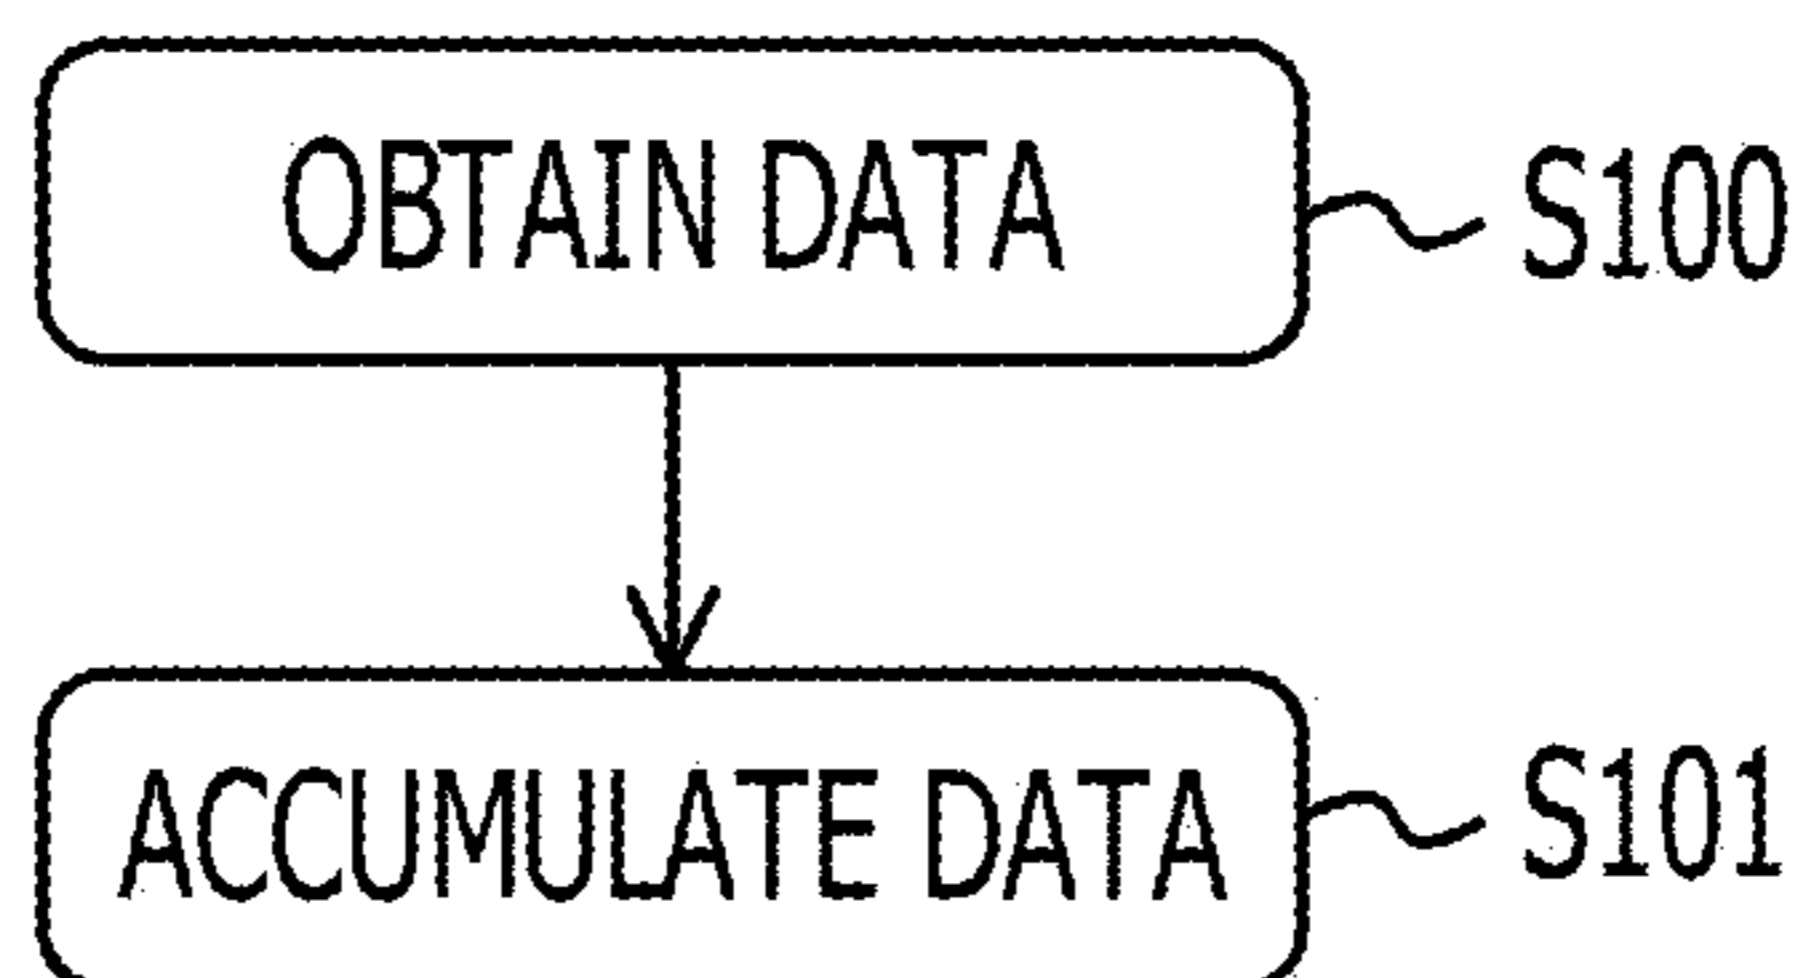 OBTAIN DATA
S100
ACCUMULATE DATA
S101